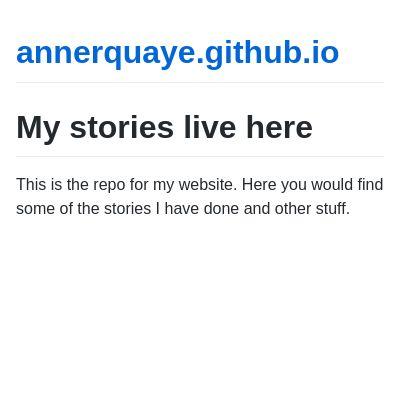 annerquaye.github.io
My stories live here
This is the repo for my website. Here you would find
some of the stories I have done and other stuff.